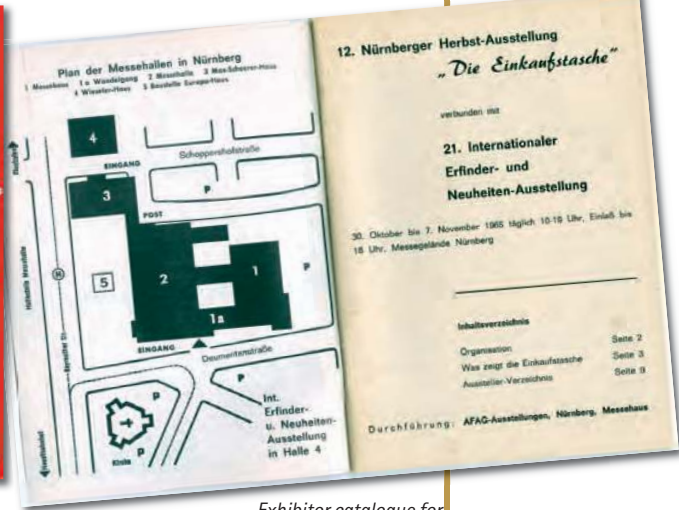 Plan der Messehallen in Nürnberg
1 Messehaus 1a Wandelgang 2 Messehalle 3 Max-Scherer-Haus
4 Wieseler-Haus 5 Baustelle Europa-Haus
4
EINGANG
Schoppershofstraße
3
P
POST
2
1
P
H
5
1a
EINGANG
Deumentenstraße
Bayreuther Str.
P
P
P
Kirche
Int.
Erfinder-
u. Neuheiten-
Ausstellung
in Halle 4
12. Nürnberger Herbst-Ausstellung
„Die Einkaufstasche“
verbunden mit
21. Internationaler
Erfinder- und
Neuheiten-Ausstellung
30. Oktober bis 7. November 1965 täglich 10-19 Uhr, Einlaß bis
18 Uhr, Messegelände Nürnberg
Inhaltsverzeichnis
Organisation Seite 2
Was zeigt die Einkaufstasche Seite 3
Aussteller-Verzeichnis Seite 9
Durchführung: AFAG-Ausstellungen, Nürnberg, Messehaus
Exhibitor catalogue for